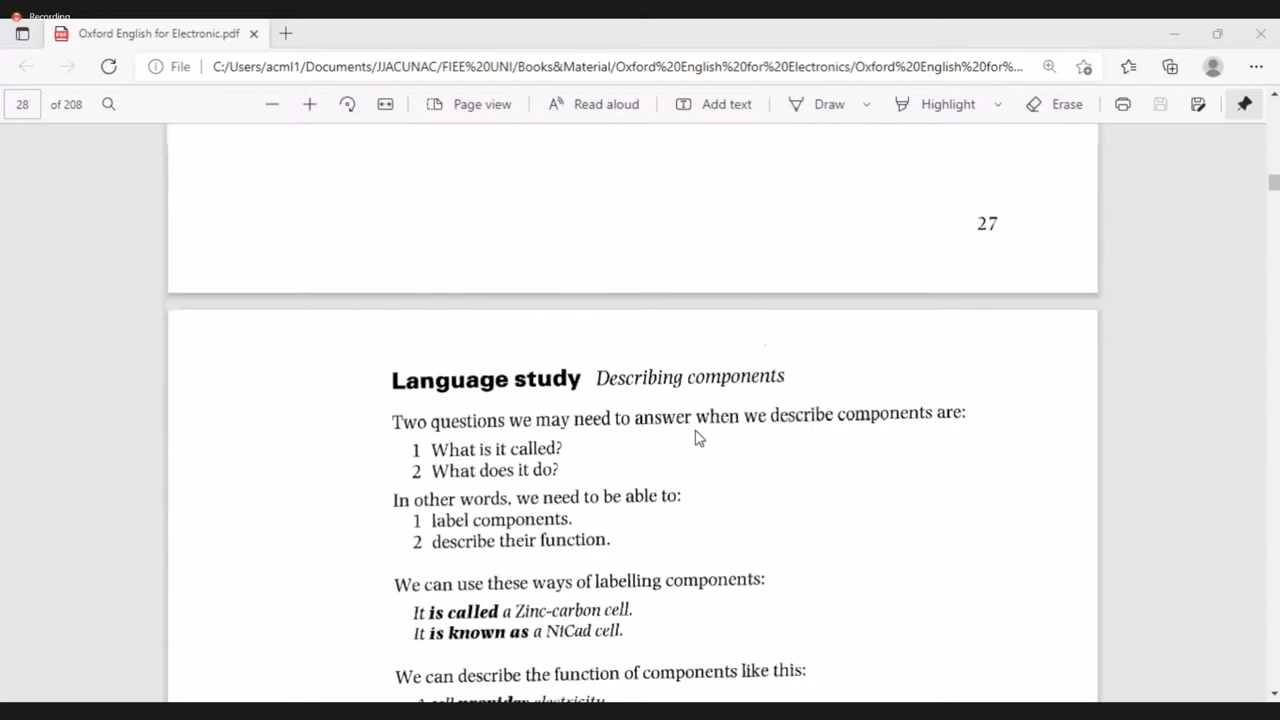 Recording
Oxford English for Electronic.pdf
File
C:/Users/acml1/Documents/JJACUNAC/FIEE%20UNI/Books&Material/Oxford%20English%20for%20Electronics/Oxford%20English%20for%...
28
of 208
Page view
Read aloud
Add text
Draw
Highlight
Erase
27
Language study Describing components
Two questions we may need to answer when we describe components are:
1 What is it called?
2 What does it do?
In other words, we need to be able to:
1 label components.
2 describe their function.
We can use these ways of labelling components:
It is called a Zinc-carbon cell.
It is known as a NiCad cell.
We can describe the function of components like this:
A cell provides electricity.